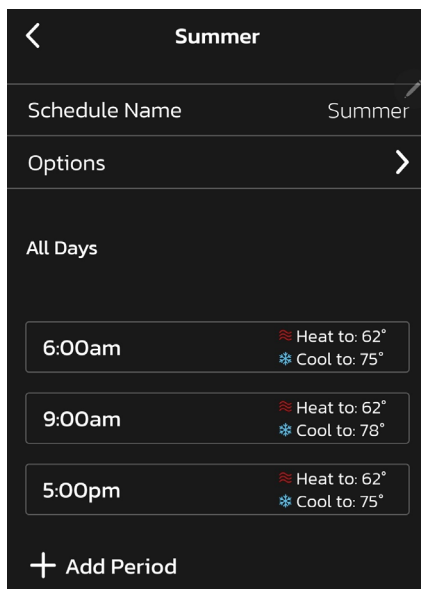 Summer
Schedule Name Summer
Options
All Days
6:00am
Heat to: 62°
Cool to: 75°
9:00am
Heat to: 62°
Cool to: 78°
5:00pm
Heat to: 62°
Cool to: 75°
Add Period